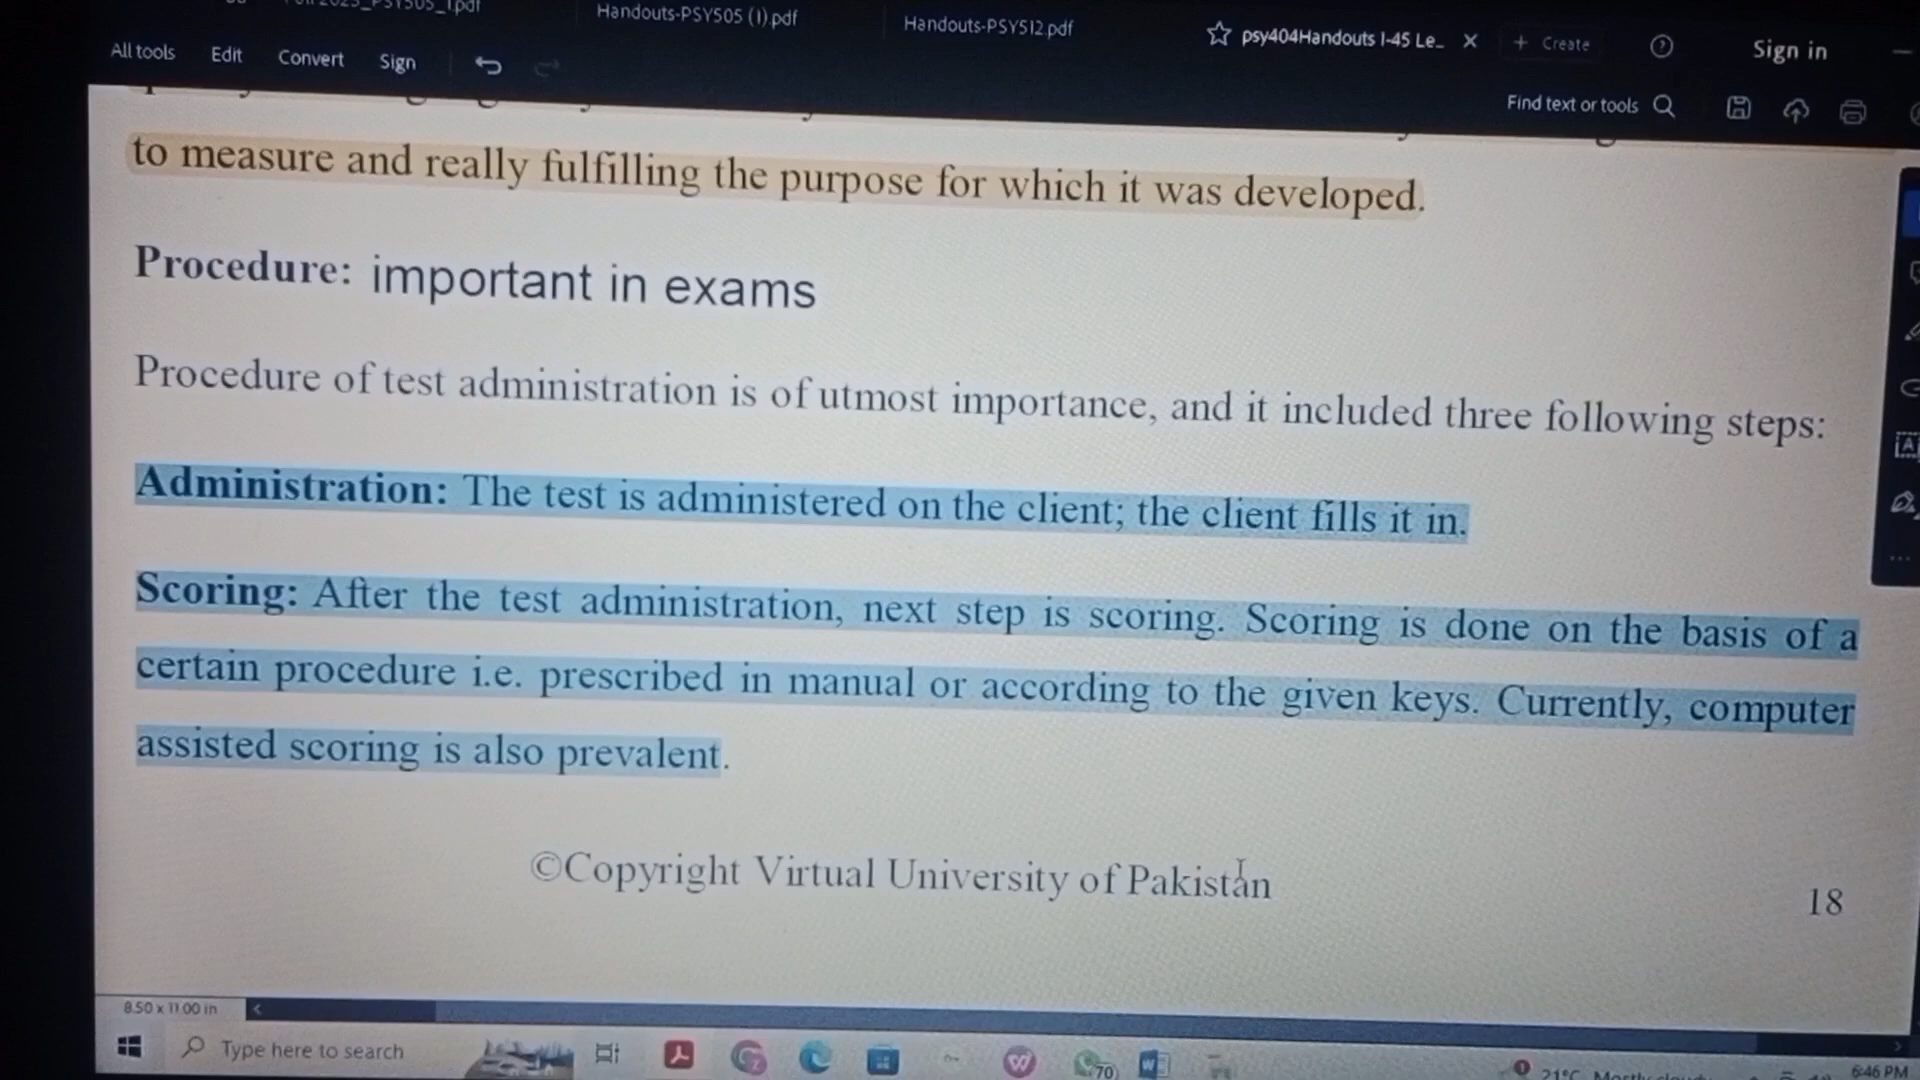 Handouts-PSY505 (1).pdf
Handouts-PSY512.pdf
psy404Handouts 1-45 Le...
+ Create
Sign in
All tools Edit Convert Sign
Find text or tools
to measure and really fulfilling the purpose for which it was developed.
Procedure: important in exams
Procedure of test administration is of utmost importance, and it included three following steps:
Administration: The test is administered on the client; the client fills it in.
Scoring: After the test administration, next step is scoring. Scoring is done on the basis of a
certain procedure i.e. prescribed in manual or according to the given keys. Currently, computer
assisted scoring is also prevalent.
©Copyright Virtual University of Pakistan
18
8.50 x 11.00 in
Type here to search
70
21°C Mostly cloudy
6:46 PM